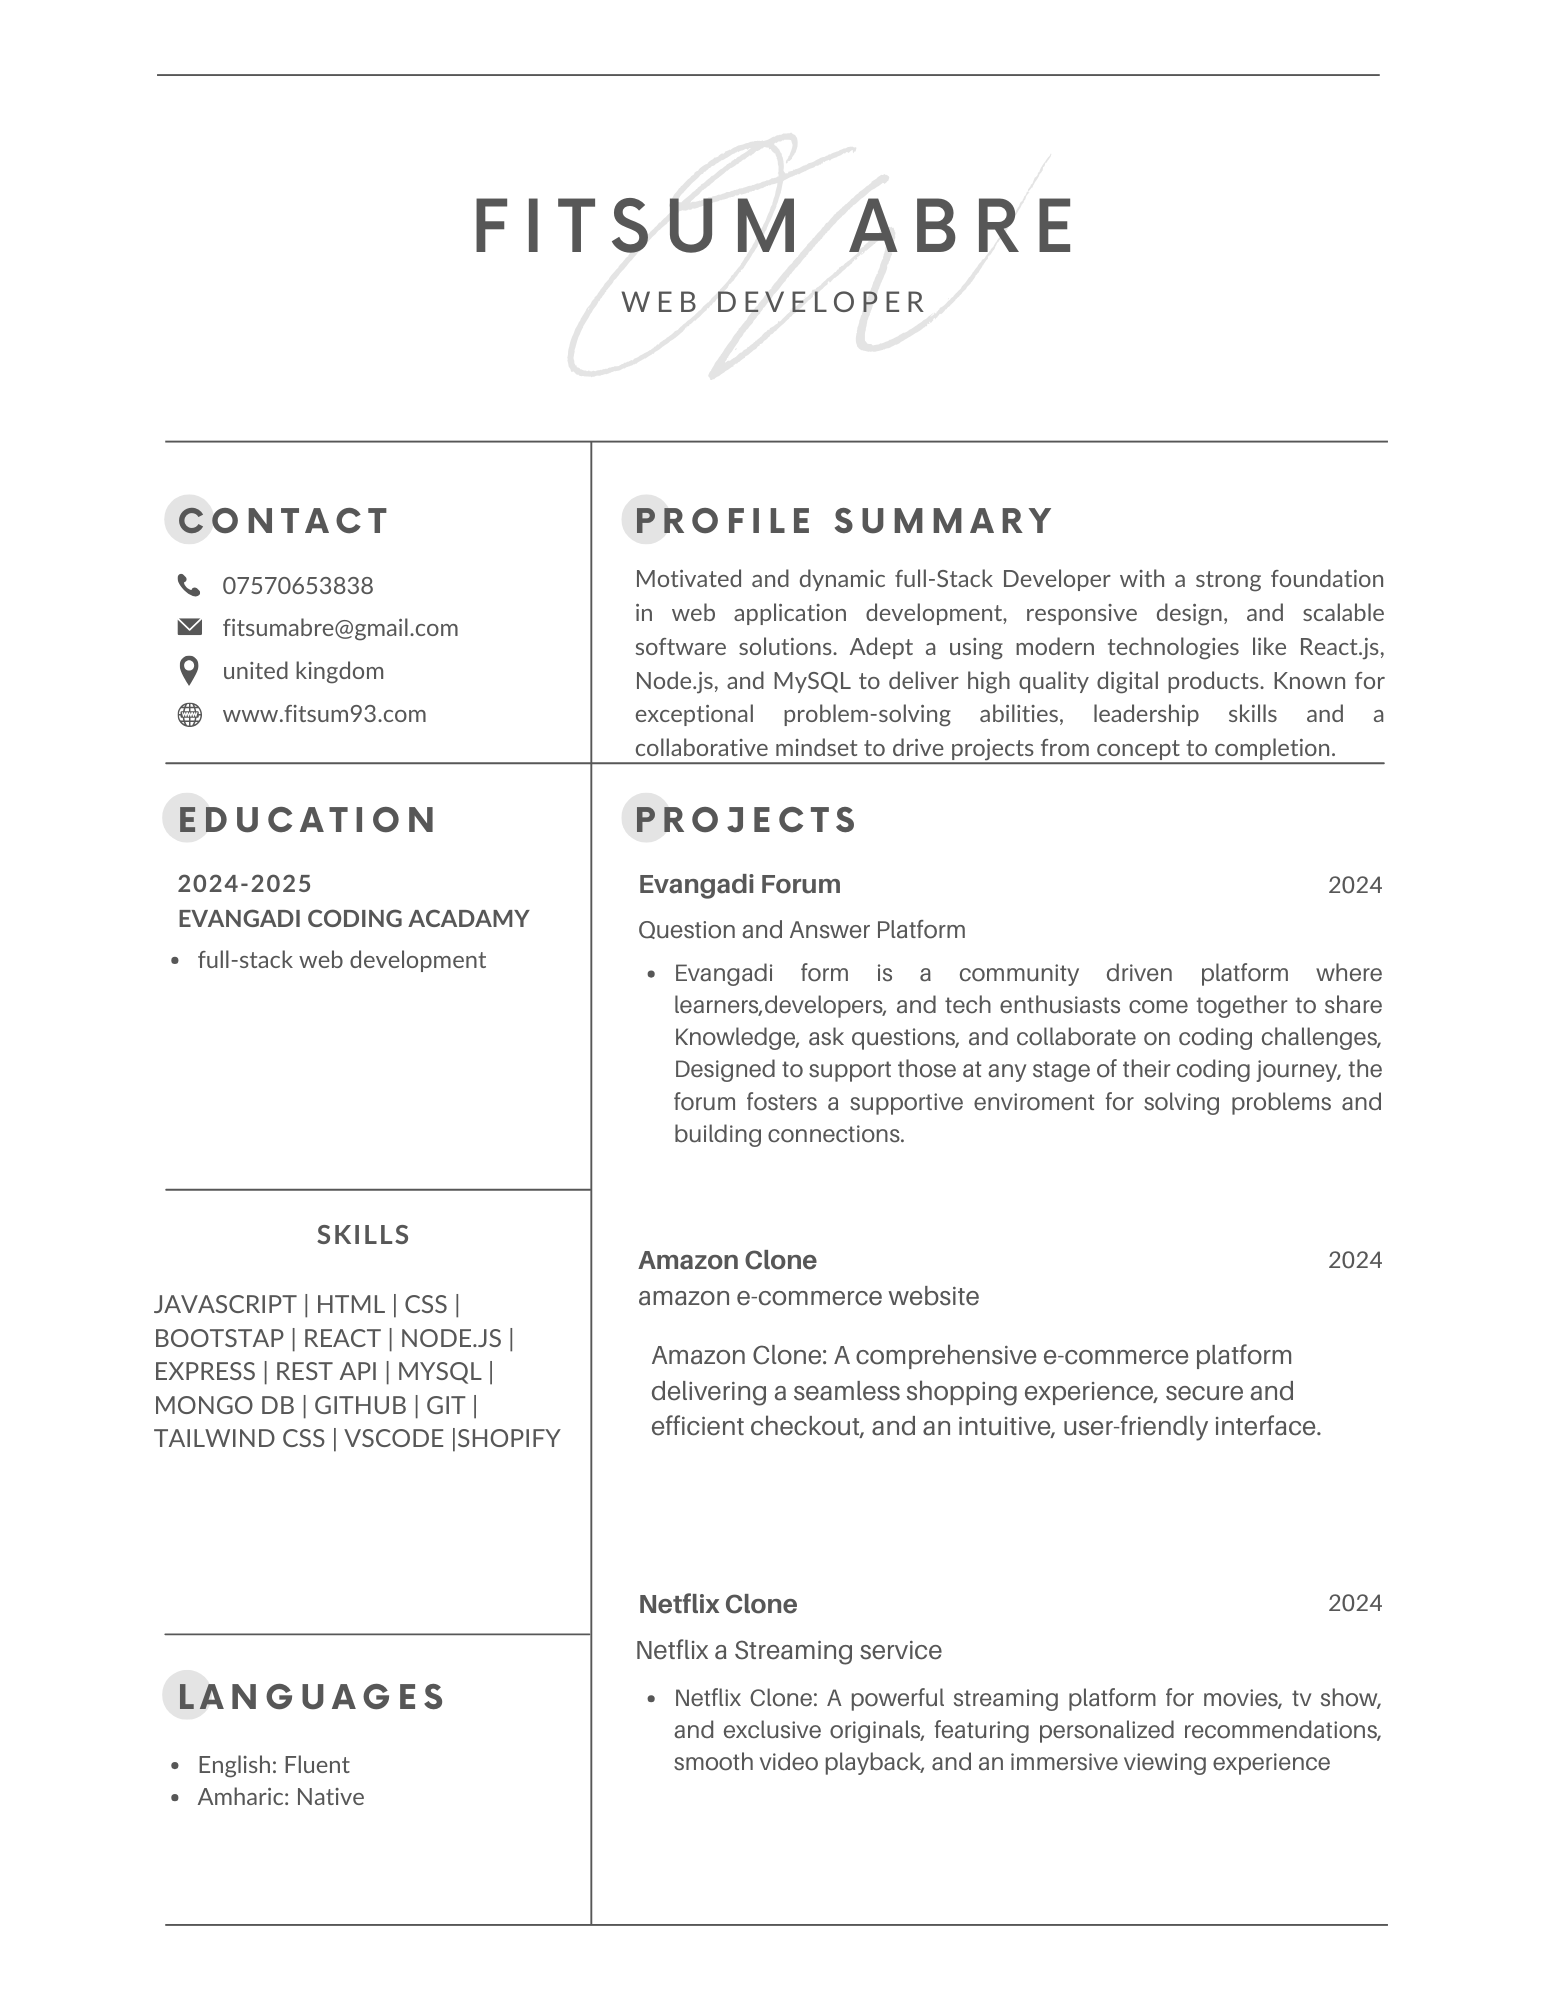 FITSUM ABRE
WEB DEVELOPER
CONTACT
07570653838
fitsumabre@gmail.com
united kingdom
www.fitsum93.com
PROFILE SUMMARY
Motivated and dynamic full-Stack Developer with a strong foundation
in web application development, responsive design, and scalable
software solutions. Adept a using modern technologies like React.js,
Node.js, and MySQL to deliver high quality digital products. Known for
exceptional problem-solving abilities, leadership skills and a
collaborative mindset to drive projects from concept to completion.
EDUCATION
2024-2025
EVANGADI CODING ACADAMY
• full-stack web development
SKILLS
JAVASCRIPT | HTML | CSS |
BOOTSTAP | REACT | NODE.JS |
EXPRESS | REST API | MYSQL |
MONGO DB | GITHUB | GIT |
TAILWIND CSS | VSCODE |SHOPIFY
LANGUAGES
• English: Fluent
• Amharic: Native
PROJECTS
Evangadi Forum 2024
Question and Answer Platform
• Evangadi form is a community driven platform where
learners,developers, and tech enthusiasts come together to share
Knowledge, ask questions, and collaborate on coding challenges,
Designed to support those at any stage of their coding journey, the
forum fosters a supportive enviroment for solving problems and
building connections.
Amazon Clone 2024
amazon e-commerce website
Amazon Clone: A comprehensive e-commerce platform
delivering a seamless shopping experience, secure and
efficient checkout, and an intuitive, user-friendly interface.
Netflix Clone 2024
Netflix a Streaming service
• Netflix Clone: A powerful streaming platform for movies, tv show,
and exclusive originals, featuring personalized recommendations,
smooth video playback, and an immersive viewing experience